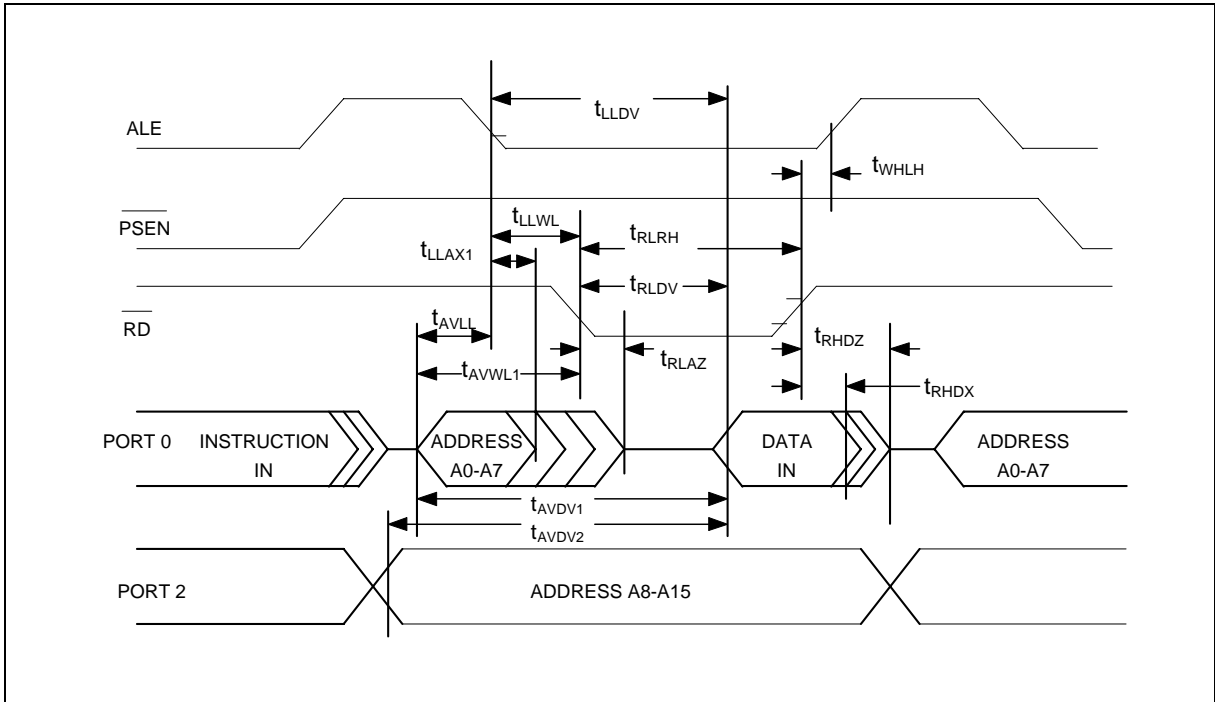 tLLDV
ALE
tWHLH
PSEN
tLLWL
tRLRH
tLLAX1
tRLDV
RD
tAVLL
tRHDZ
tRLAZ
tAVWL1
tRHDX
PORT 0
INSTRUCTION
IN
ADDRESS
A0-A7
DATA
IN
ADDRESS
A0-A7
tAVDV1
tAVDV2
PORT 2
ADDRESS A8-A15